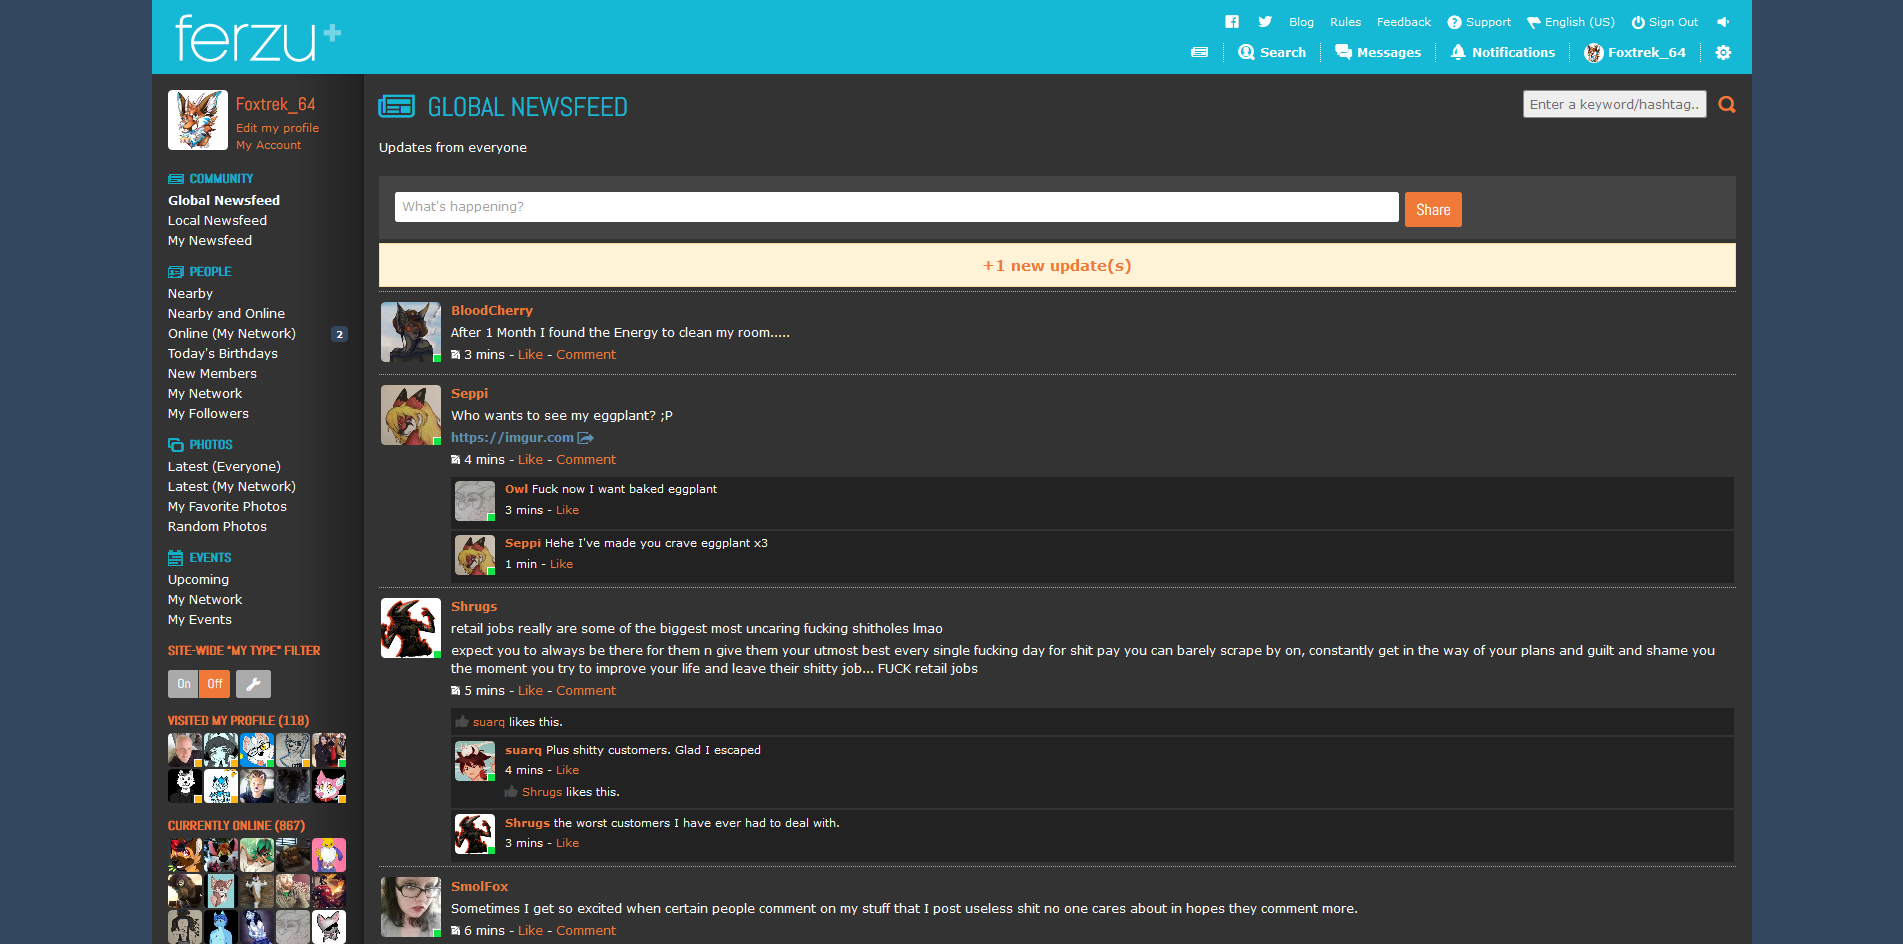 ferzu+
Blog Rules Feedback Support English (US) Sign Out
Search Messages Notifications Foxtrek_64
Foxtrek_64
Edit my profile
My Account
COMMUNITY
Global Newsfeed
Local Newsfeed
My Newsfeed
PEOPLE
Nearby
Nearby and Online
Online (My Network) 2
Today's Birthdays
New Members
My Network
My Followers
PHOTOS
Latest (Everyone)
Latest (My Network)
My Favorite Photos
Random Photos
EVENTS
Upcoming
My Network
My Events
SITE-WIDE "MY TYPE" FILTER
On Off
VISITED MY PROFILE (118)
CURRENTLY ONLINE (867)
GLOBAL NEWSFEED
Enter a keyword/hashtag..
Updates from everyone
What's happening? Share
+1 new update(s)
BloodCherry
After 1 Month I found the Energy to clean my room.....
3 mins - Like - Comment
Seppi
Who wants to see my eggplant? ;P
https://imgur.com
4 mins - Like - Comment
Owl Fuck now I want baked eggplant
3 mins - Like
Seppi Hehe I've made you crave eggplant x3
1 min - Like
Shrugs
retail jobs really are some of the biggest most uncaring fucking shitholes lmao
expect you to always be there for them n give them your utmost best every single fucking day for shit pay you can barely scrape by on, constantly get in the way of your plans and guilt and shame you
the moment you try to improve your life and leave their shitty job... FUCK retail jobs
5 mins - Like - Comment
suarq likes this.
suarq Plus shitty customers. Glad I escaped
4 mins - Like
Shrugs likes this.
Shrugs the worst customers I have ever had to deal with.
3 mins - Like
SmolFox
Sometimes I get so excited when certain people comment on my stuff that I post useless shit no one cares about in hopes they comment more.
6 mins - Like - Comment